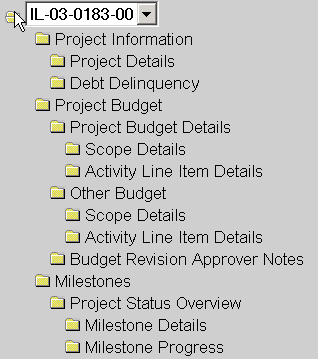 IL-03-0183-00
Project Information
Project Details
Debt Delinquency
Project Budget
Project Budget Details
Scope Details
Activity Line Item Details
Other Budget
Scope Details
Activity Line Item Details
Budget Revision Approver Notes
Milestones
Project Status Overview
Milestone Details
Milestone Progress